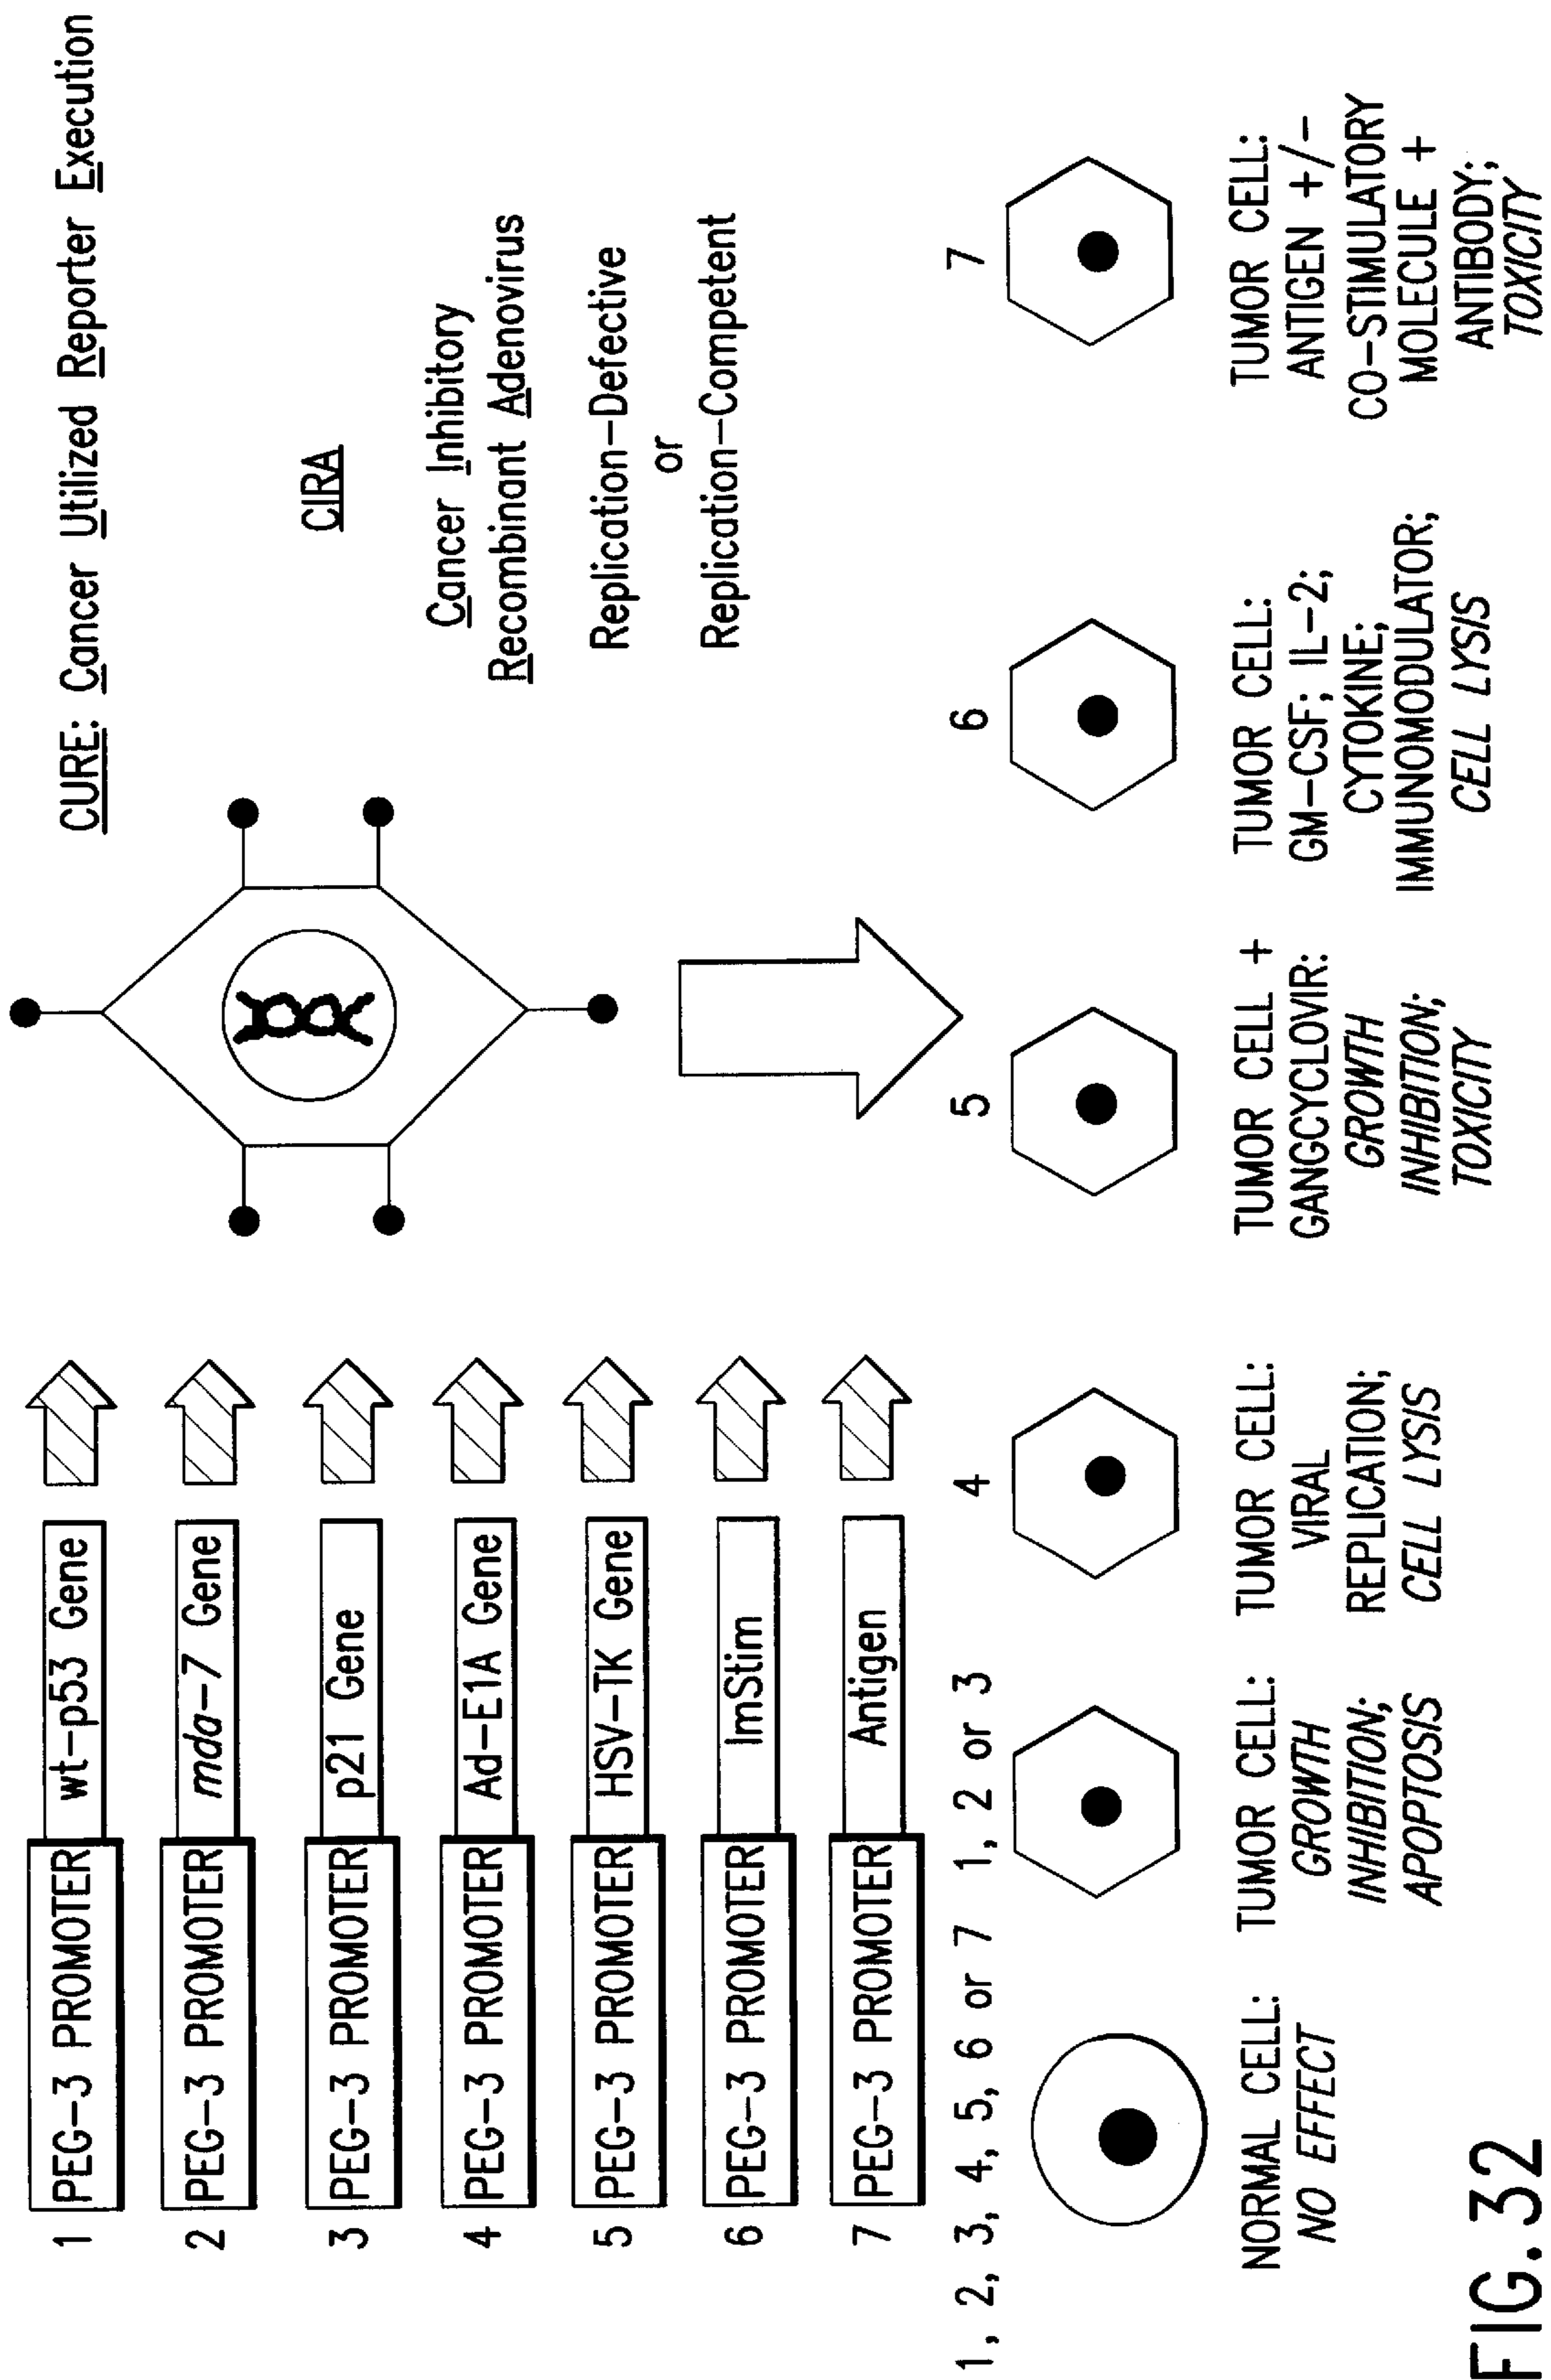 CURE: Cancer Utilized Reporter Execution
1 PEG-3 PROMOTER wt-p53 Gene
2 PEG-3 PROMOTER mda-7 Gene
3 PEG-3 PROMOTER p21 Gene
4 PEG-3 PROMOTER Ad-E1A Gene
5 PEG-3 PROMOTER HSV-TK Gene
6 PEG-3 PROMOTER ImStim
7 PEG-3 PROMOTER Antigen
CIRA
Cancer Inhibitory
Recombinant Adenovirus
Replication-Defective
or
Replication-Competent
1, 2, 3, 4, 5, 6 or 7
NORMAL CELL:
NO EFFECT
1, 2 or 3
TUMOR CELL:
GROWTH
INHIBITION;
APOPTOSIS
4
TUMOR CELL:
VIRAL
REPLICATION;
CELL LYSIS
5
TUMOR CELL +
GANGCYCLOVIR:
GROWTH
INHIBITION;
TOXICITY
6
TUMOR CELL:
GM-CSF; IL-2;
CYTOKINE;
IMMUNOMODULATOR;
CELL LYSIS
7
TUMOR CELL:
ANTIGEN +/-
CO-STIMULATORY
MOLECULE +
ANTIBODY;
TOXICITY
FIG. 32